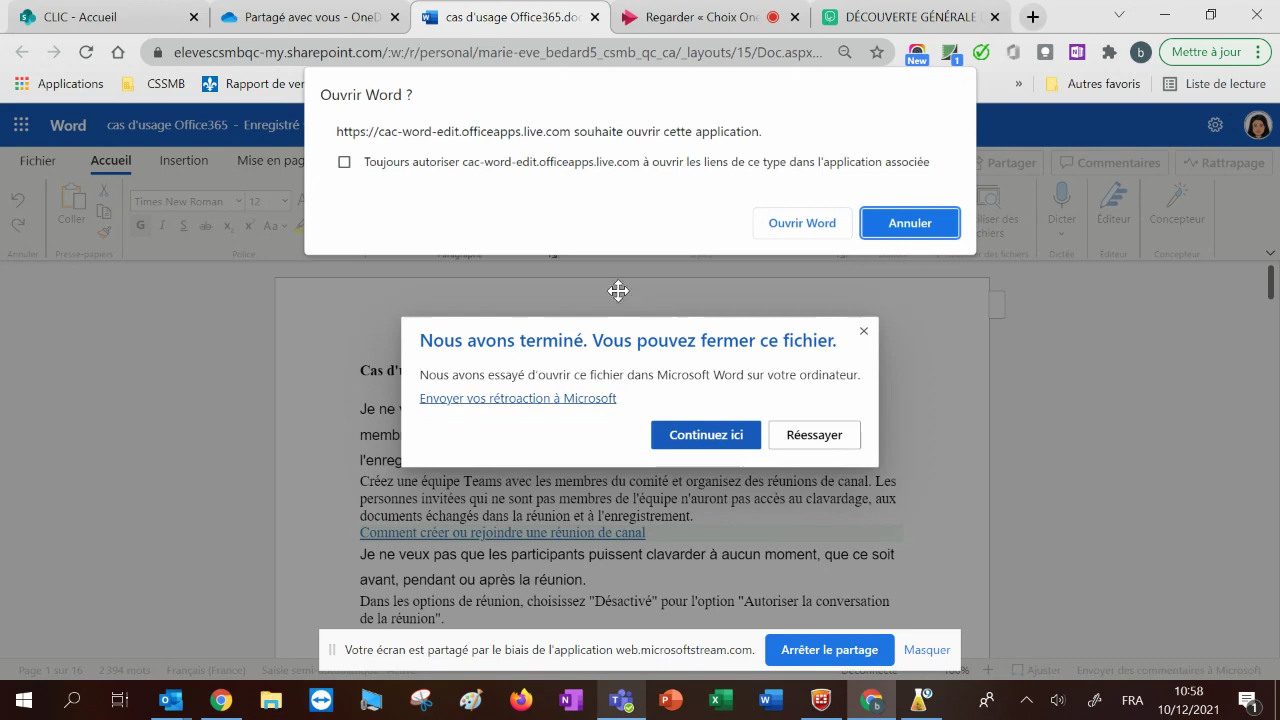 CLIC - Accueil
Partagé avec vous - OneD
cas d'usage Office365.do
Regarder « Choix One
DÉCOUVERTE GÉNÉRALE D
elevescsmbqc-my.sharepoint.com/:w:/r/personal/marie-eve_bedard5_csmb_qc_ca/_layouts/15/Doc.aspx...
New
1
b
Mettre à jour
Applications
CSSMB
Rapport de ver
»
Autres favoris
Liste de lecture
Ouvrir Word ?
https://cac-word-edit.officeapps.live.com souhaite ouvrir cette application.
Toujours autoriser cac-word-edit.officeapps.live.com à ouvrir les liens de ce type dans l'application associée
Ouvrir Word
Annuler
Word
cas d'usage Office365 - Enregistré
Fichier
Accueil
Insertion
Mise en pag
Partager
Commentaires
Rattrapage
Coller
Times New Roman
12
G
I
S
Aa
Annuler
Presse-papiers
Police
Paragraphe
Dicter
Éditeur
Concepteur
Dictée
Éditeur
Concepteur
Nous avons terminé. Vous pouvez fermer ce fichier.
Nous avons essayé d'ouvrir ce fichier dans Microsoft Word sur votre ordinateur.
Envoyer vos rétroaction à Microsoft
Continuez ici
Réessayer
Cas d'u
Je ne v
membr
l'enreg
Créez une équipe Teams avec les membres du comité et organisez des réunions de canal. Les
personnes invitées qui ne sont pas membres de l'équipe n'auront pas accès au clavardage, aux
documents échangés dans la réunion et à l'enregistrement.
Comment créer ou rejoindre une réunion de canal
Je ne veux pas que les participants puissent clavarder à aucun moment, que ce soit
avant, pendant ou après la réunion.
Dans les options de réunion, choisissez "Désactivé" pour l'option "Autoriser la conversation
de la réunion".
Votre écran est partagé par le biais de l'application web.microsoftstream.com.
Arrêter le partage
Masquer
Page 1 sur 16
2 394 mots
Français (France)
Saisie semi-
Déconnecté
100%
Ajuster
Envoyer des commentaires à Microsoft
FRA
10:58
10/12/2021
1